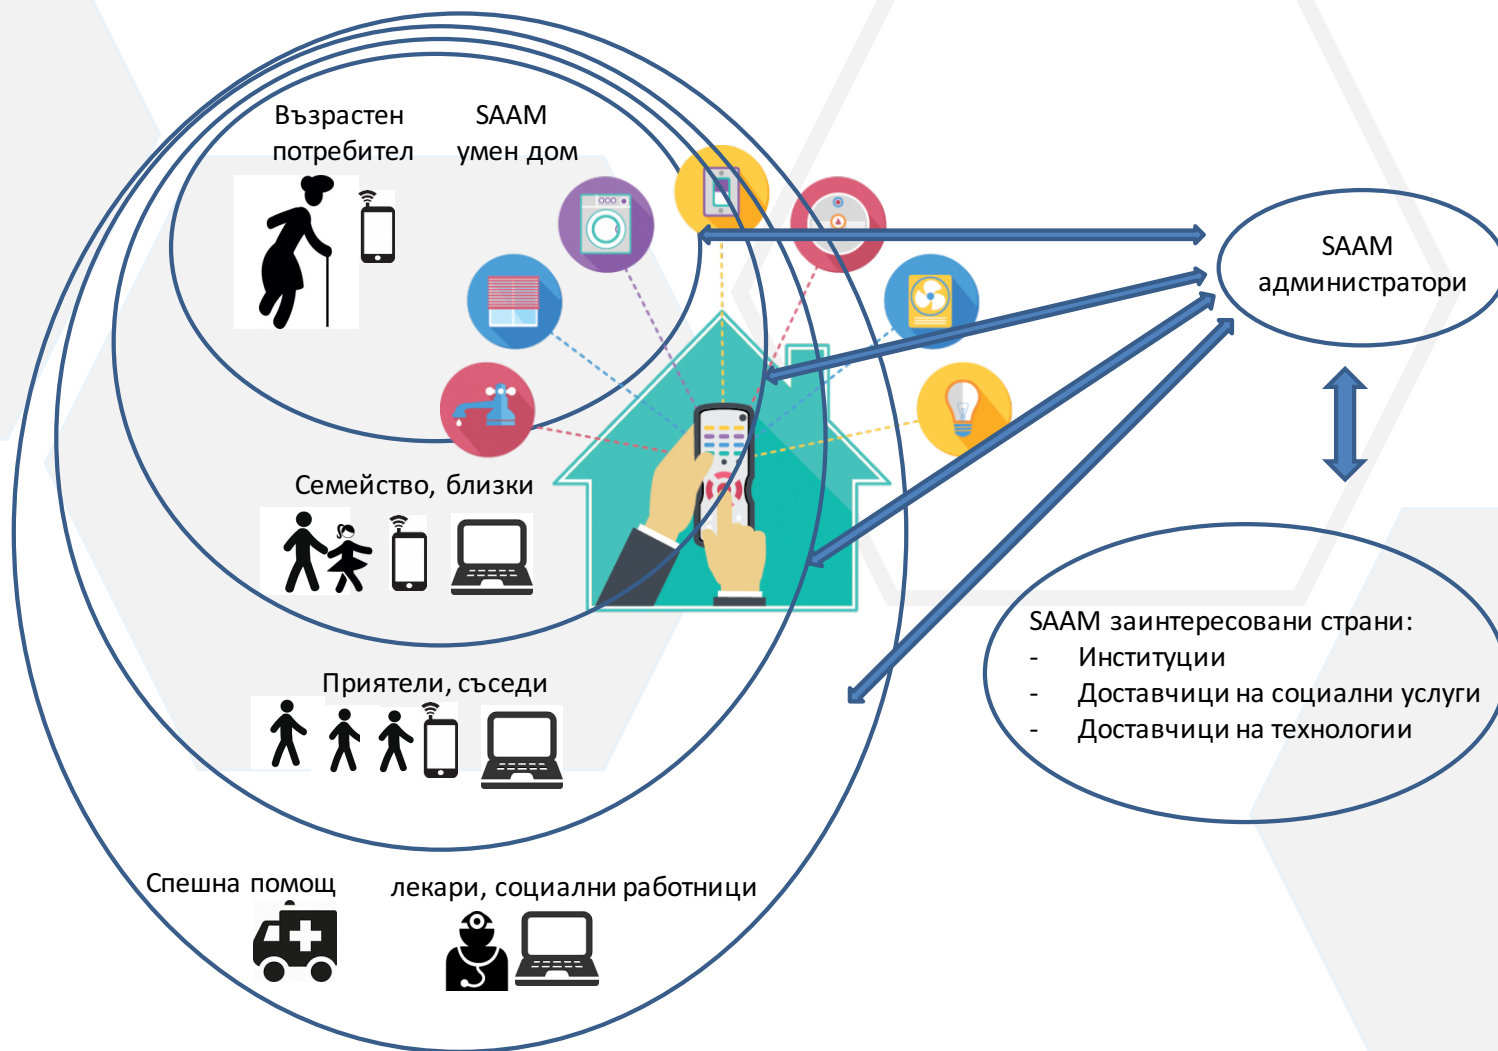 Възрастен
потребител
SAAM
умен дом
SAAM
администратори
Семейство, близки
SAAM заинтересовани страни:
- Институции
- Доставчици на социални услуги
- Доставчици на технологии
Приятели, съседи
Спешна помощ
лекари, социални работници